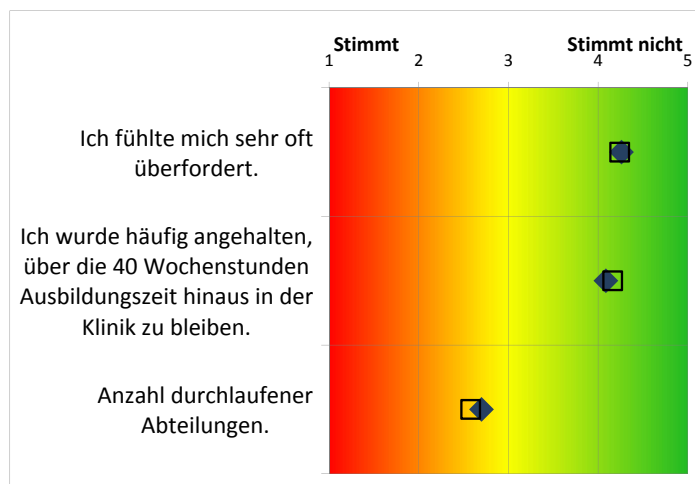 Stimmt Stimmt nicht
1 2 3 4 5
Ich fühlte mich sehr oft
überfordert.
Ich wurde häufig angehalten,
über die 40 Wochenstunden
Ausbildungszeit hinaus in der
Klinik zu bleiben.
Anzahl durchlaufener
Abteilungen.